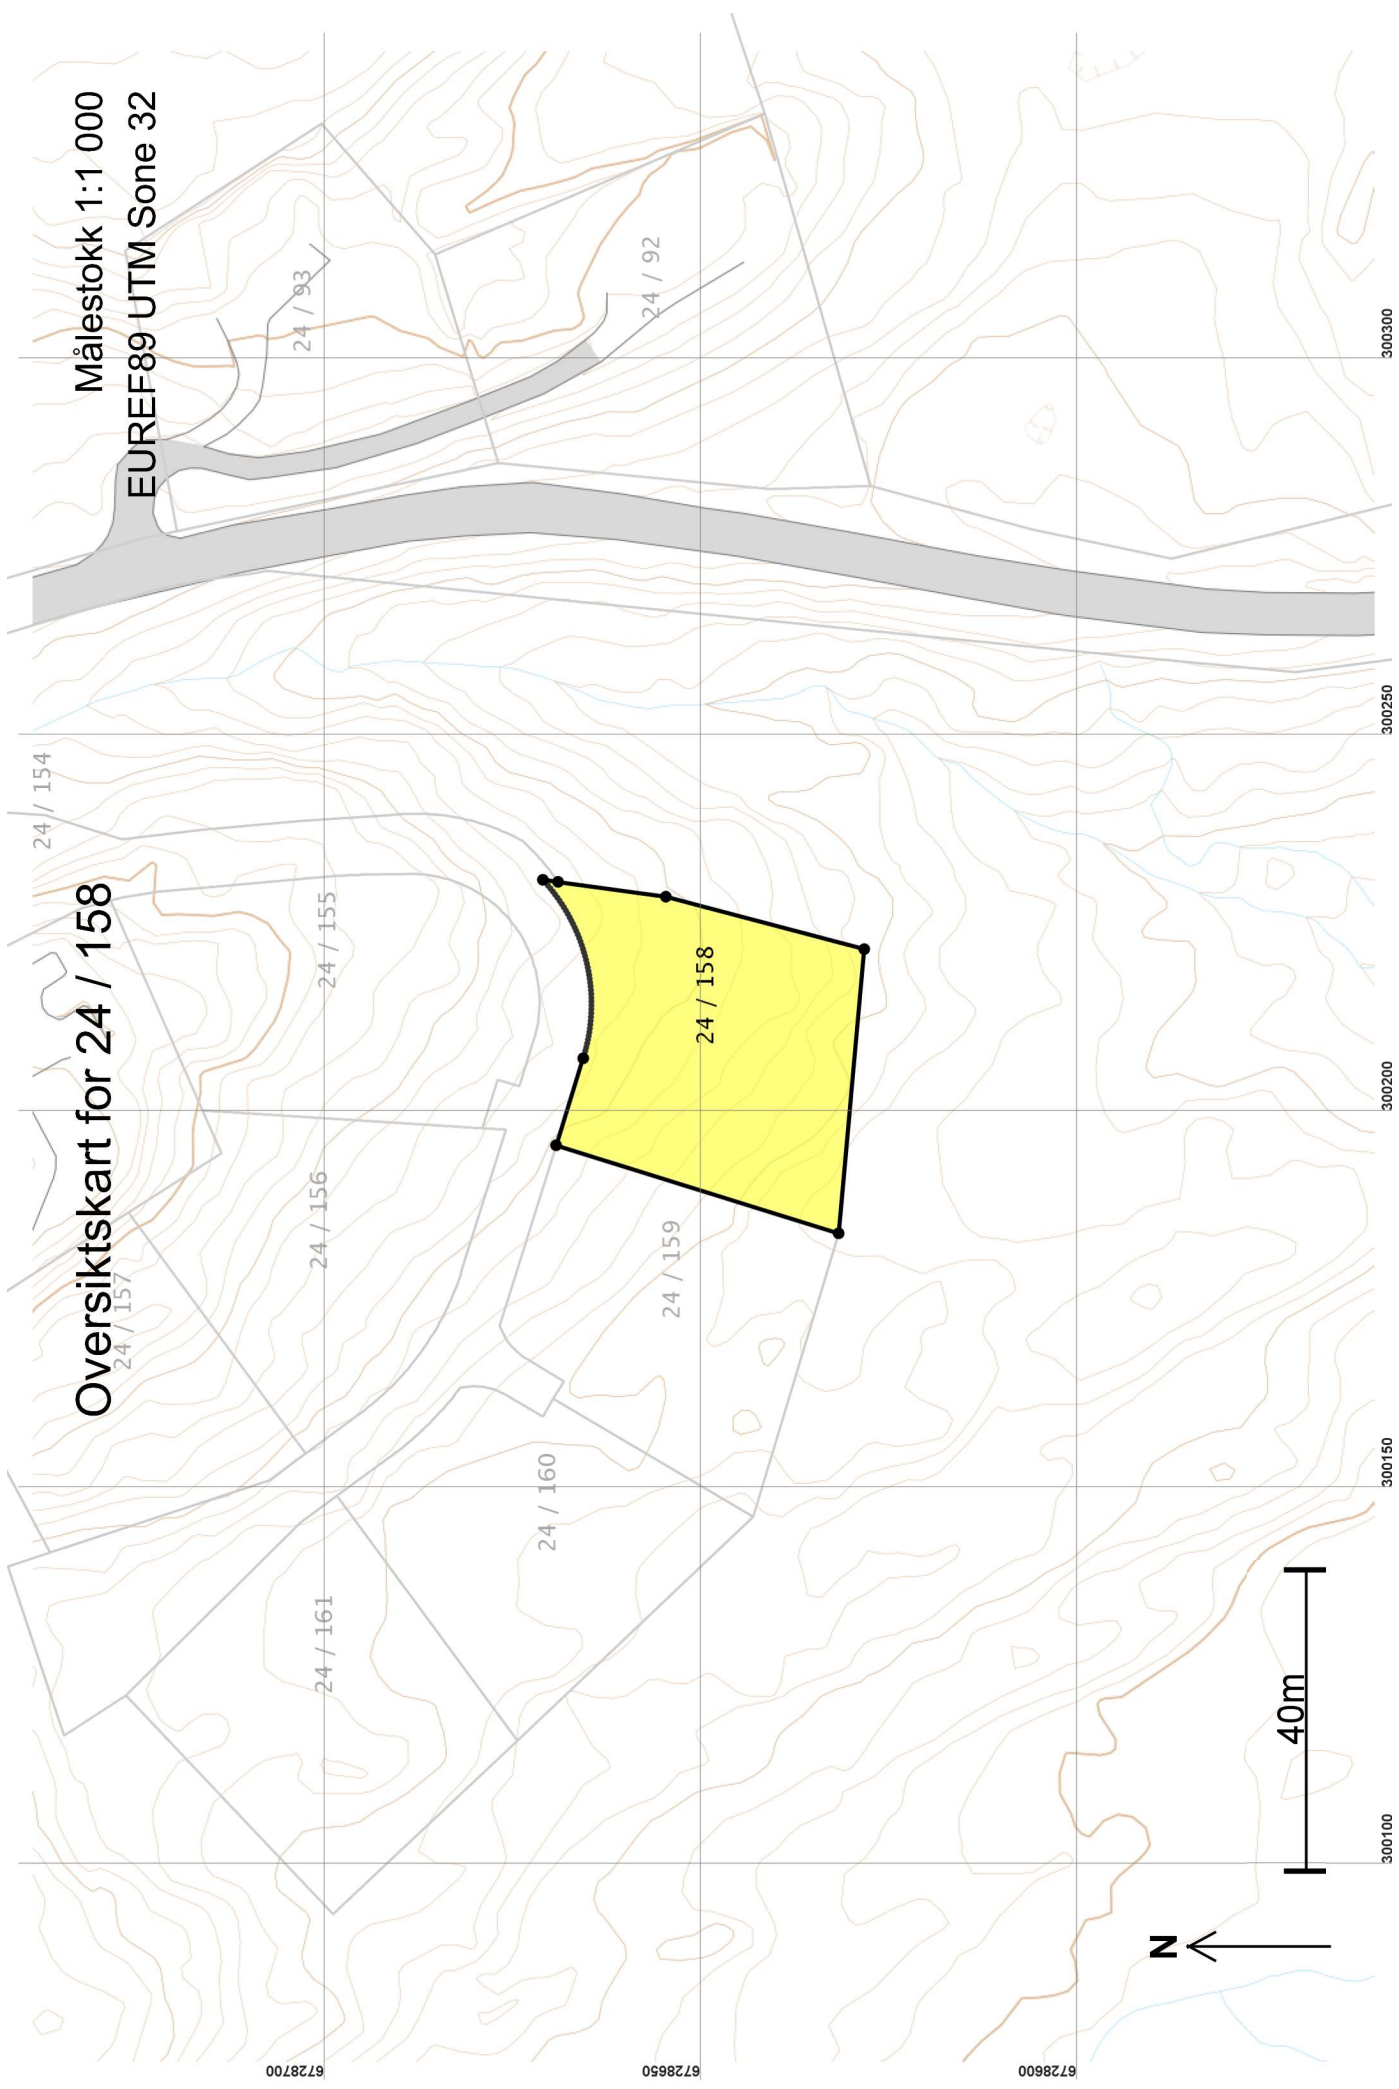 Oversiktskart for 24 / 158
Målestokk 1:1 000
EUREF89 UTM Sone 32
24 / 154
24 / 157
24 / 155
24 / 156
24 / 93
24 / 161
24 / 160
24 / 159
24 / 158
24 / 92
6728700
6728650
6728600
N
40m
300100
300150
300200
300250
300300